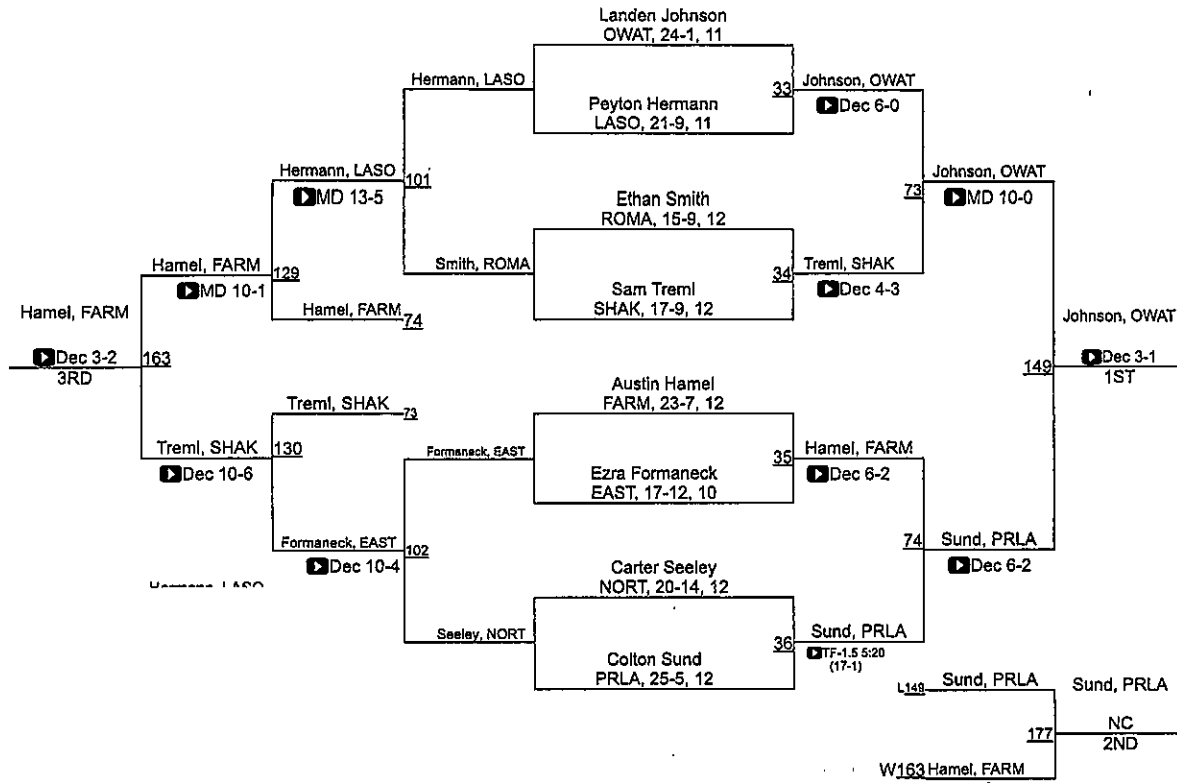 Landen Johnson
OWAT, 24-1, 11
Hermann, LASO
33
Johnson, OWAT
Dec 6-0
Peyton Hermann
LASO, 21-9, 11
Hermann, LASO
101
MD 13-5
73
Johnson, OWAT
MD 10-0
Ethan Smith
ROMA, 15-9, 12
Hamel, FARM
129
MD 10-1
Smith, ROMA
34
Treml, SHAK
Dec 4-3
Sam Treml
SHAK, 17-9, 12
Hamel, FARM
74
Hamel, FARM
Dec 3-2
163
3RD
Johnson, OWAT
149
Dec 3-1
1ST
Austin Hamel
FARM, 23-7, 12
Treml, SHAK
73
Treml, SHAK
130
Dec 10-6
Formaneck, EAST
35
Hamel, FARM
Dec 6-2
Ezra Formaneck
EAST, 17-12, 10
Formaneck, EAST
102
Dec 10-4
74
Sund, PRLA
Dec 6-2
Carter Seeley
NORT, 20-14, 12
Seeley, NORT
36
Sund, PRLA
TF-1.5 5:20
(17-1)
Colton Sund
PRLA, 25-5, 12
L149
Sund, PRLA
Sund, PRLA
177
NC
2ND
W163
Hamel, FARM